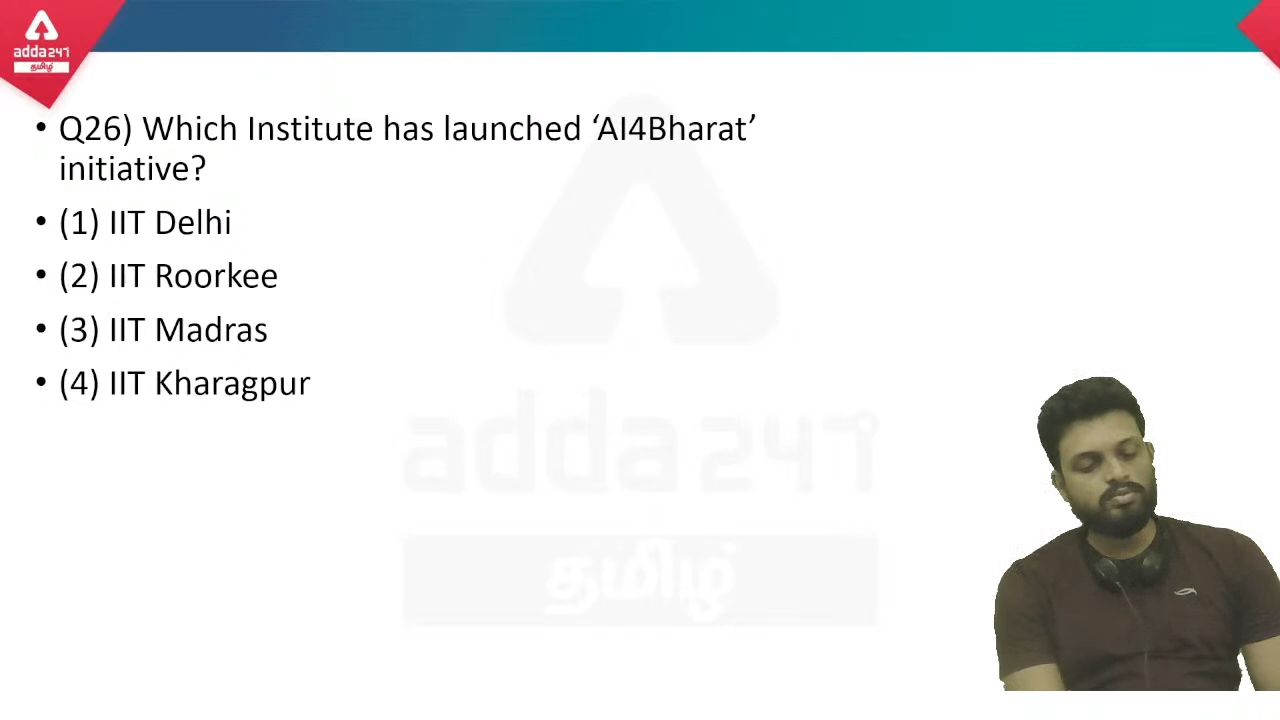 adda247
தமிழ்
• Q26) Which Institute has launched ‘AI4Bharat’
initiative?
• (1) IIT Delhi
• (2) IIT Roorkee
• (3) IIT Madras
• (4) IIT Kharagpur
adda247
தமிழ்